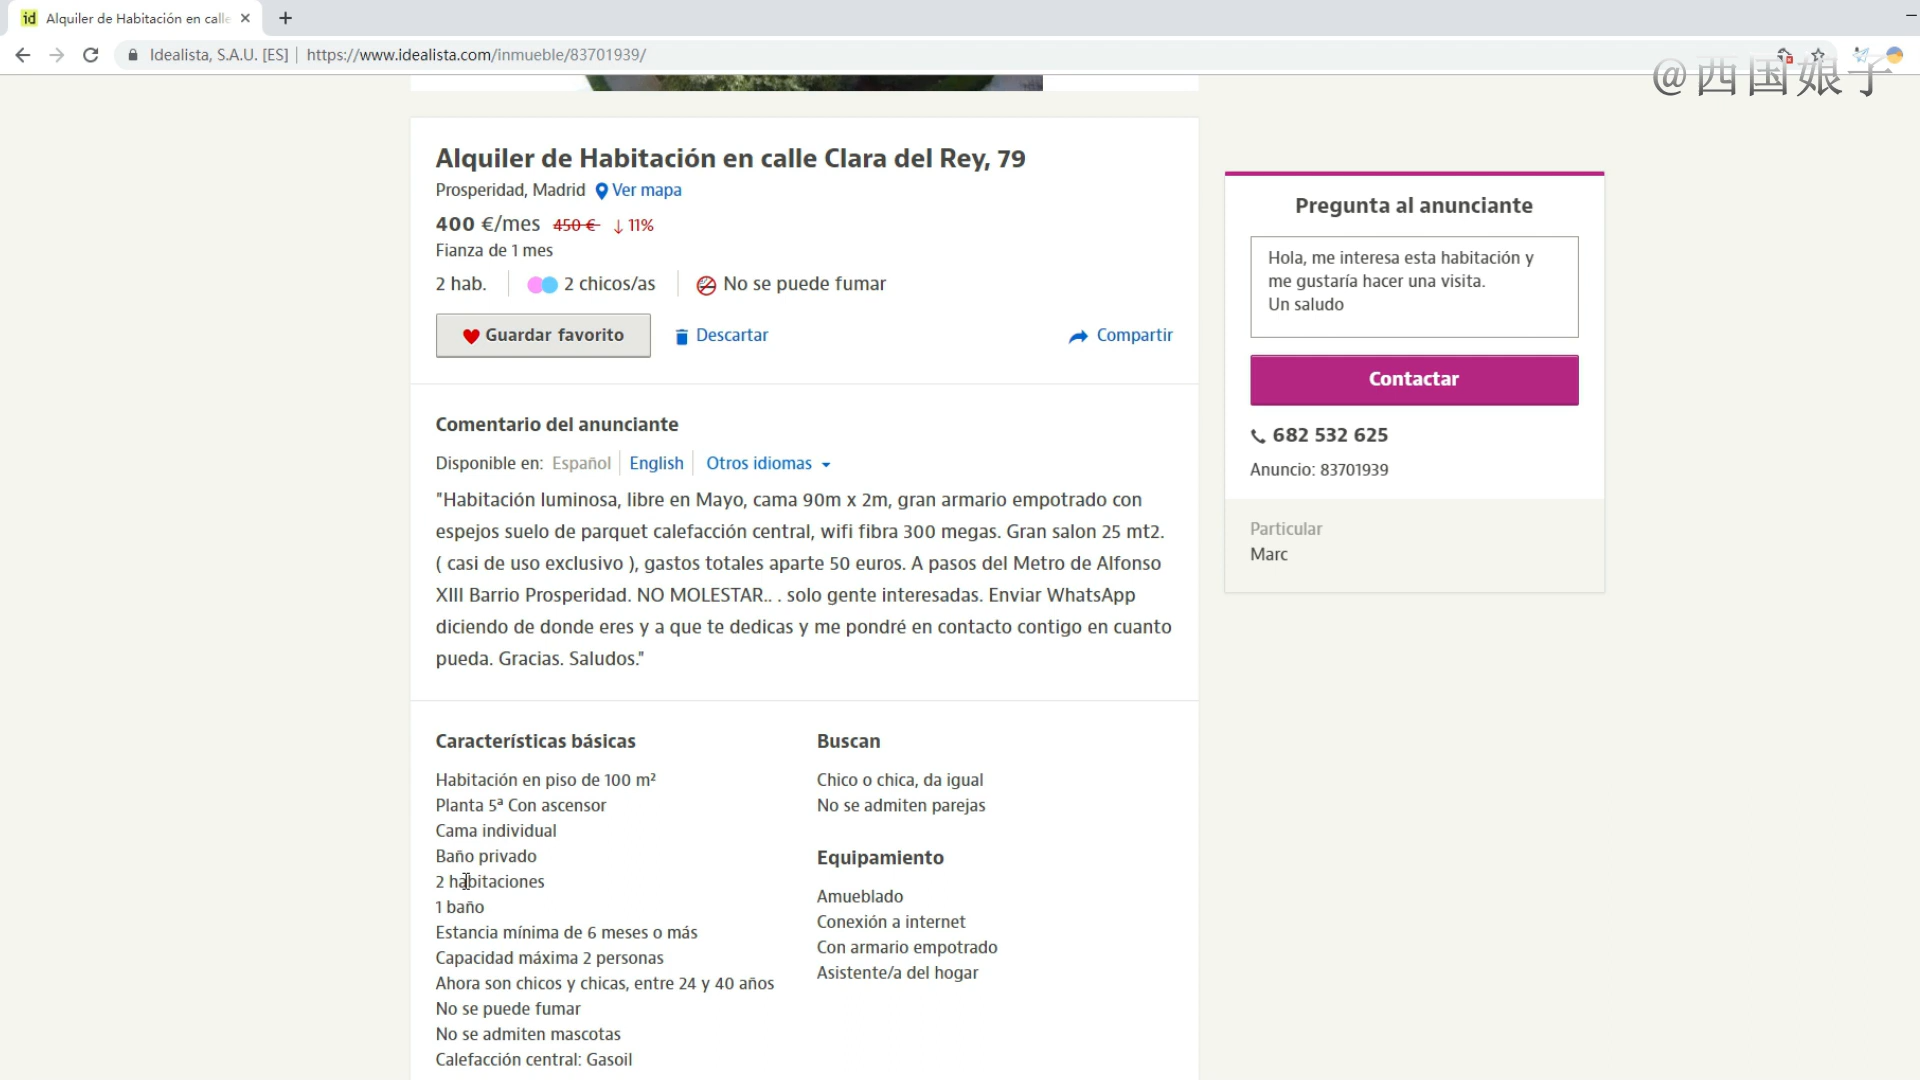 id Alquiler de Habitación en calle
Idealista, S.A.U. [ES] | https://www.idealista.com/inmueble/83701939/
@西国娘子
Alquiler de Habitación en calle Clara del Rey, 79
Prosperidad, Madrid Ver mapa
400 €/mes 450 € ↓ 11%
Fianza de 1 mes
2 hab. 2 chicos/as No se puede fumar
Guardar favorito Descartar Compartir
Comentario del anunciante
Disponible en: Español English Otros idiomas
"Habitación luminosa, libre en Mayo, cama 90m x 2m, gran armario empotrado con
espejos suelo de parquet calefacción central, wifi fibra 300 megas. Gran salon 25 mt2.
( casi de uso exclusivo ), gastos totales aparte 50 euros. A pasos del Metro de Alfonso
XIII Barrio Prosperidad. NO MOLESTAR.. . solo gente interesadas. Enviar WhatsApp
diciendo de donde eres y a que te dedicas y me pondré en contacto contigo en cuanto
pueda. Gracias. Saludos."
Características básicas
Habitación en piso de 100 m²
Planta 5ª Con ascensor
Cama individual
Baño privado
2 habitaciones
1 baño
Estancia mínima de 6 meses o más
Capacidad máxima 2 personas
Ahora son chicos y chicas, entre 24 y 40 años
No se puede fumar
No se admiten mascotas
Calefacción central: Gasoil
Buscan
Chico o chica, da igual
No se admiten parejas
Equipamiento
Amueblado
Conexión a internet
Con armario empotrado
Asistente/a del hogar
Pregunta al anunciante
Hola, me interesa esta habitación y
me gustaría hacer una visita.
Un saludo
Contactar
682 532 625
Anuncio: 83701939
Particular
Marc